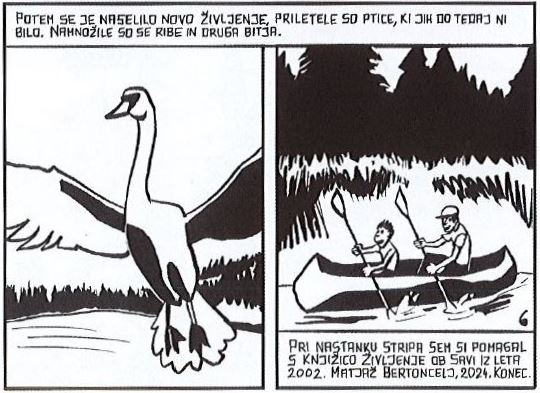 POTEM SE JE NASELILO NOVO ŽIVLJENJE, PRILETELE SO PTICE, KI JIH DO TEDAJ NI
BILO. NAMNOŽILE SO SE RIBE IN DRUGA BITJA.
6
PRI NASTANKU STRIPA SEM SI POMAGAL
S KNJIŽICO ŽIVLJENJE OB SAVI IZ LETA
2002. MATJAŽ BERTONCELJ, 2024. KONEC.